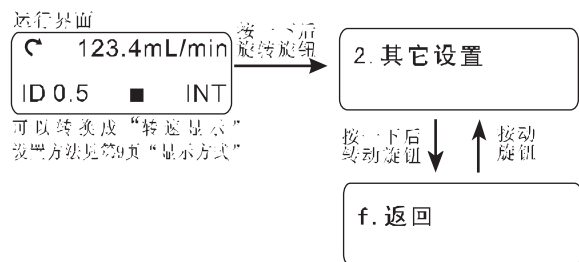 运行界面
123.4mL/min
ID 0.5 ■ INT
可以转换成“转速显示”
设置方法见第9页“显示方式”
按一下后
旋转旋钮
2.其它设置
按一下后
转动旋钮
按动
旋钮
f.返回